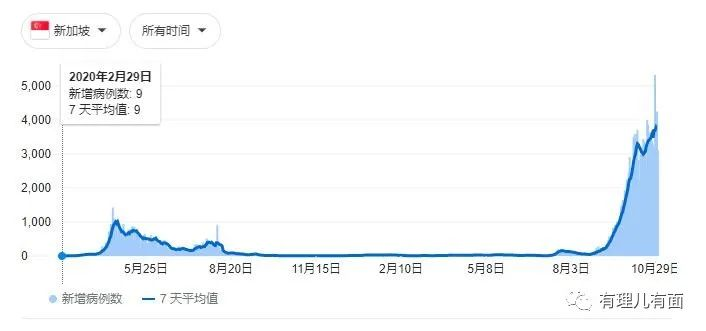 新加坡 所有时间
2020年2月29日
新增病例数: 9
7 天平均值: 9
5,000
4,000
3,000
2,000
1,000
0
5月25日 8月20日 11月15日 2月10日 5月8日 8月3日 10月29日
新增病例数 7 天平均值
有理儿有面